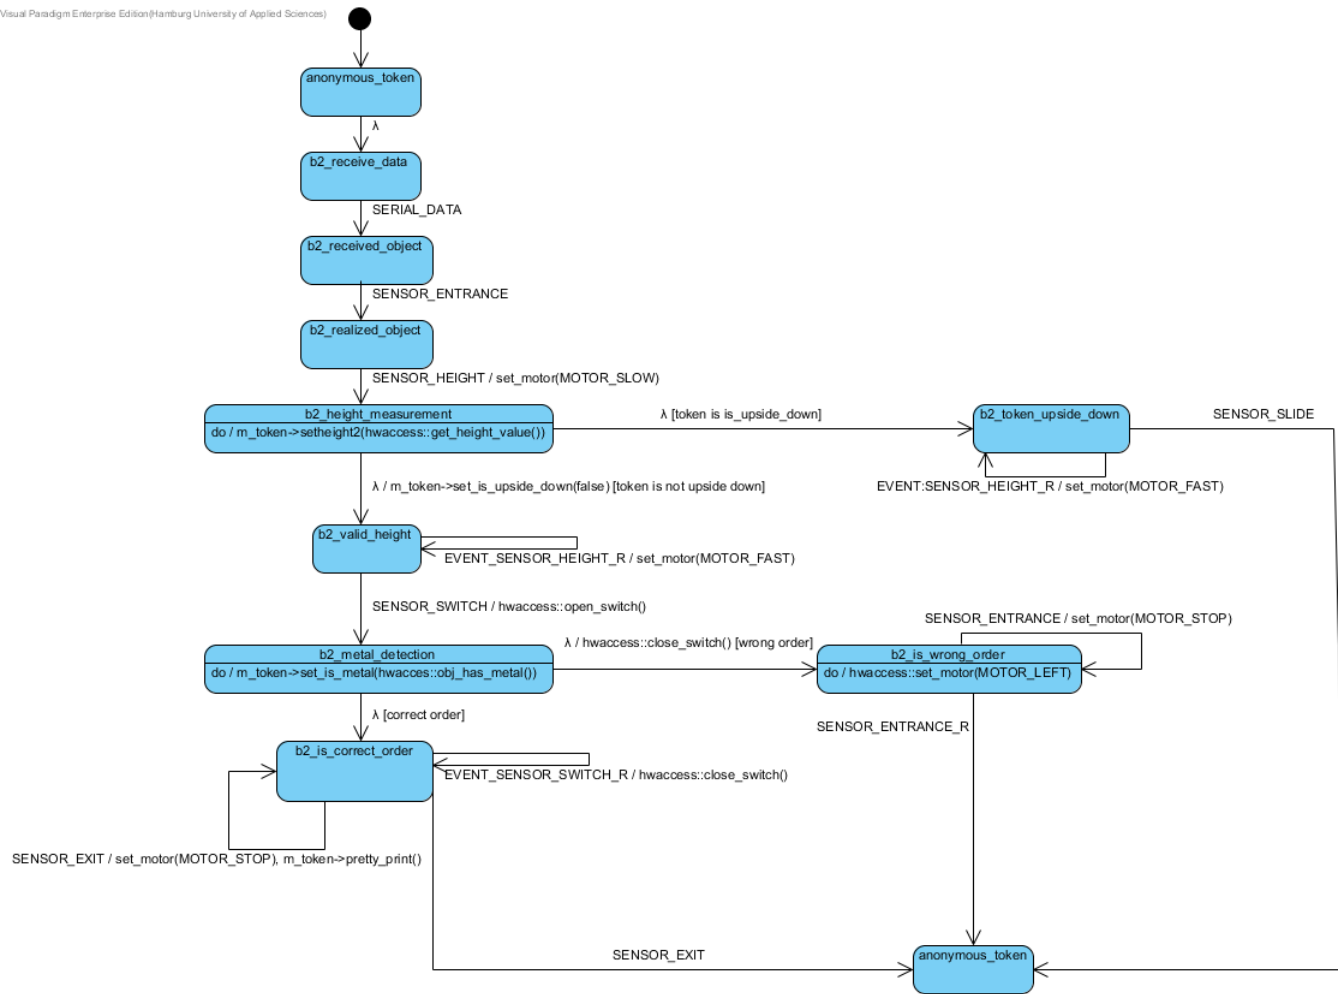 Visual Paradigm Enterprise Edition(Hamburg University of Applied Sciences)
anonymous_token
λ
b2_receive_data
SERIAL_DATA
b2_received_object
SENSOR_ENTRANCE
b2_realized_object
SENSOR_HEIGHT / set_motor(MOTOR_SLOW)
b2_height_measurement
do / m_token->setheight2(hwaccess::get_height_value())
λ [token is is_upside_down]
b2_token_upside_down
SENSOR_SLIDE
EVENT:SENSOR_HEIGHT_R / set_motor(MOTOR_FAST)
λ / m_token->set_is_upside_down(false) [token is not upside down]
b2_valid_height
EVENT_SENSOR_HEIGHT_R / set_motor(MOTOR_FAST)
SENSOR_SWITCH / hwaccess::open_switch()
b2_metal_detection
do / m_token->set_is_metal(hwacces::obj_has_metal())
λ / hwaccess::close_switch() [wrong order]
SENSOR_ENTRANCE / set_motor(MOTOR_STOP)
b2_is_wrong_order
do / hwaccess::set_motor(MOTOR_LEFT)
λ [correct order]
SENSOR_ENTRANCE_R
b2_is_correct_order
EVENT_SENSOR_SWITCH_R / hwaccess::close_switch()
SENSOR_EXIT / set_motor(MOTOR_STOP), m_token->pretty_print()
SENSOR_EXIT
anonymous_token